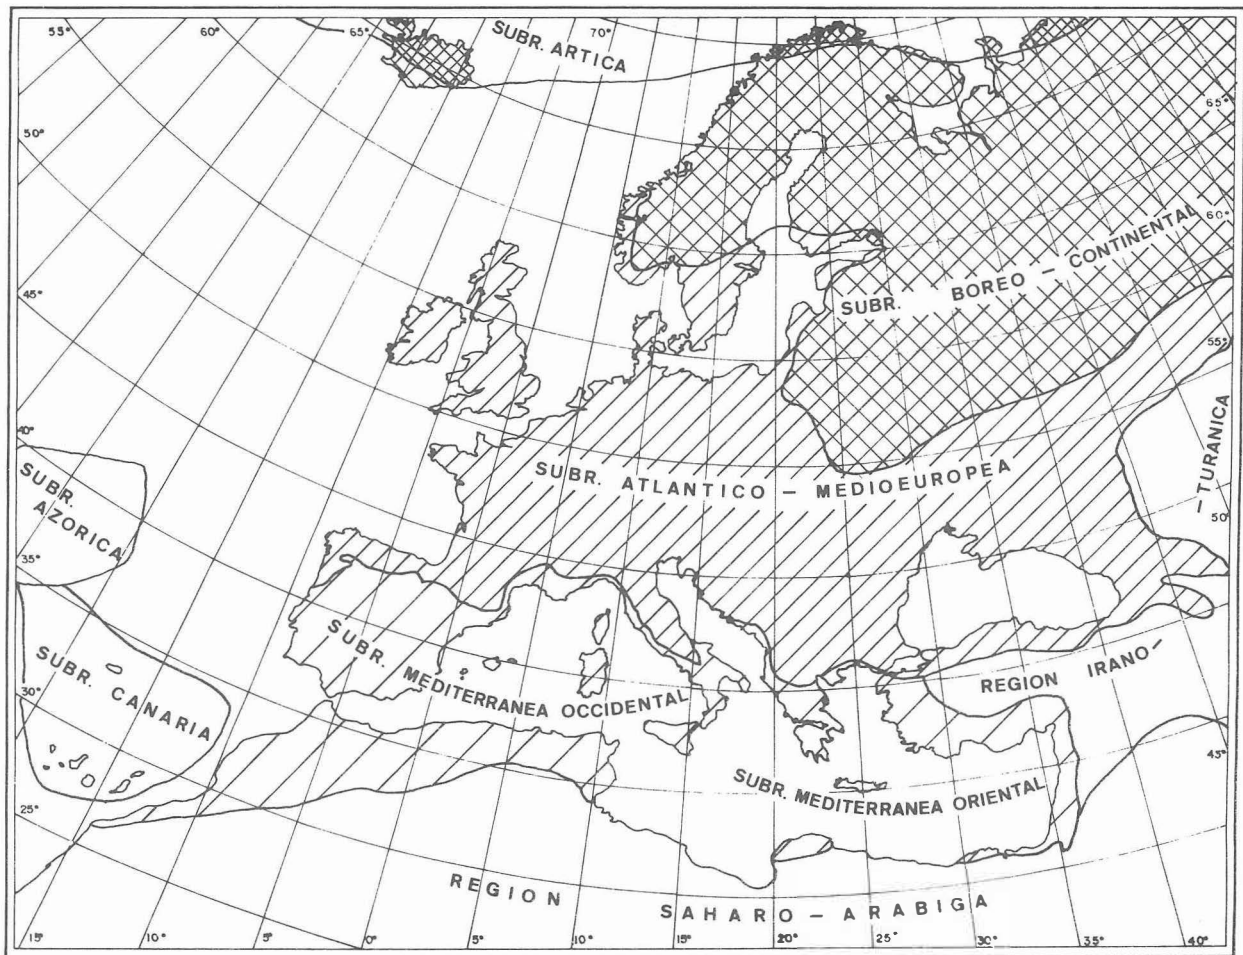 55°
60°
65°
70°
SUBR. ARTICA
50°
65°
45°
60°
SUBR. BOREO - CONTINENTAL
55°
40°
SUBR. AZORICA
SUBR. ATLANTICO - MEDIOEUROPEA
- TURANICA
50°
35°
SUBR. CANARIA
SUBR. MEDITERRANEA OCCIDENTAL
REGION IRANO-
30°
45°
SUBR. MEDITERRANEA ORIENTAL
25°
REGION SAHARO - ARABIGA
15°
10°
5°
0°
5°
10°
15°
20°
25°
30°
35°
40°